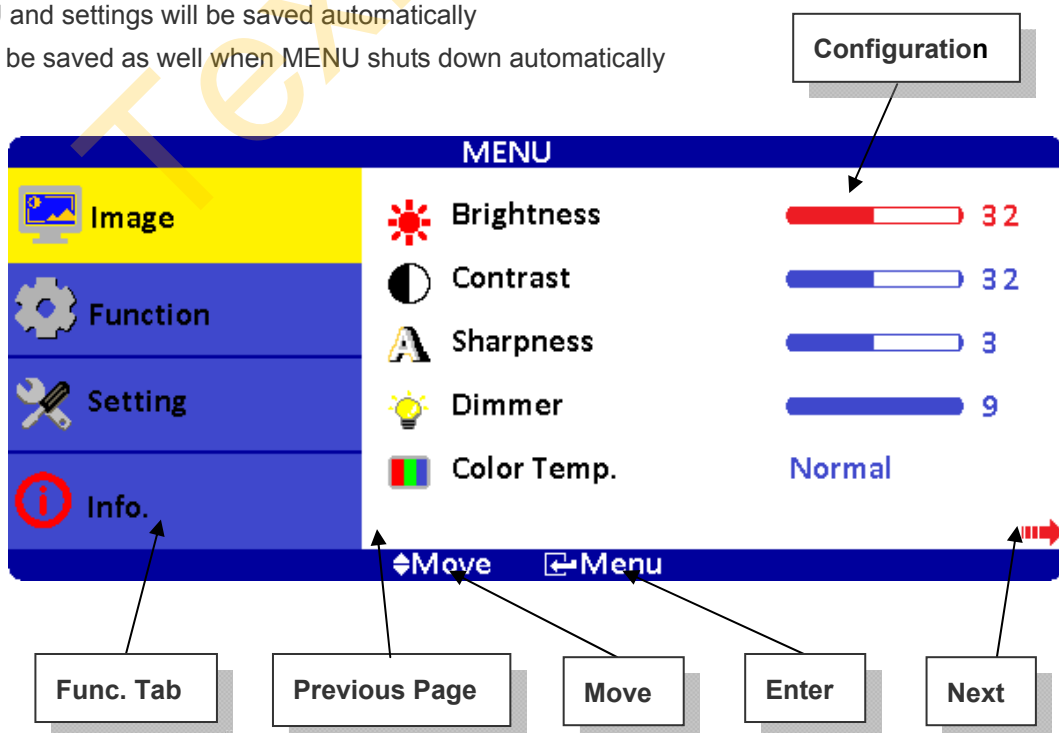 and settings will be saved automatically
be saved as well when MENU shuts down automatically
Configuration
MENU
Image
Brightness 32
Contrast 32
Function
Sharpness 3
Setting
Dimmer 9
Color Temp. Normal
Info.
Move Menu
Func. Tab
Previous Page
Move
Enter
Next